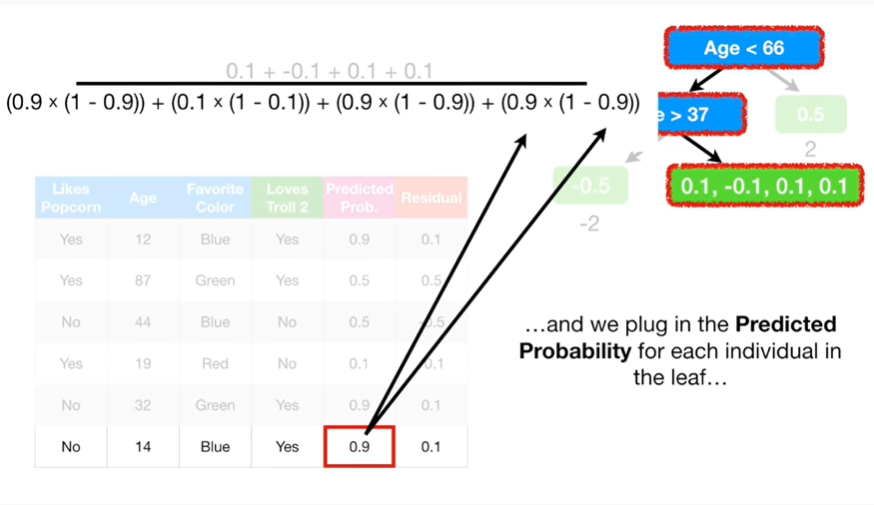 0.1 + -0.1 + 0.1 + 0.1
(0.9 × (1 - 0.9)) + (0.1 × (1 - 0.1)) + (0.9 × (1 - 0.9)) + (0.9 × (1 - 0.9))
Age < 66
e > 37
0.5
2
-0.5
-2
0.1, -0.1, 0.1, 0.1
Likes Popcorn Age Favorite Color Loves Troll 2 Predicted Prob. Residual
Yes 12 Blue Yes 0.9 0.1
Yes 87 Green Yes 0.5 0.5
No 44 Blue No 0.5 -0.5
Yes 19 Red No 0.1 -0.1
No 32 Green Yes 0.9 0.1
No 14 Blue Yes 0.9 0.1
…and we plug in the Predicted
Probability for each individual in
the leaf…